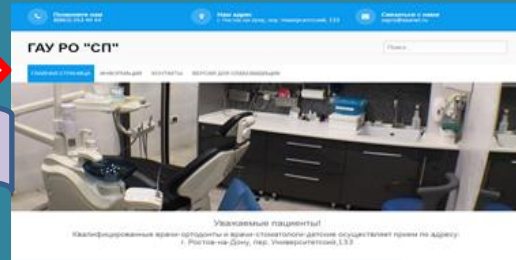 Позвоните нам
Наш адрес
г. Ростов-на-Дону, пер. Университетский, 133
Свяжитесь с нами
ГАУ РО "СП"
Поиск...
ГЛАВНАЯ СТРАНИЦА ИНФОРМАЦИЯ КОНТАКТЫ ВЕРСИЯ ДЛЯ СЛАБОВИДЯЩИХ
Уважаемые пациенты!
Квалифицированные врачи-ортодонты и врачи-стоматологи-детские осуществляет прием по адресу:
г. Ростов-на-Дону, пер. Университетский,133